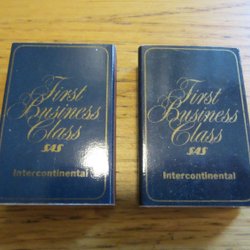 First
Business
Class
SAS
Intercontinental
First
Business
Class
SAS
Intercontinental